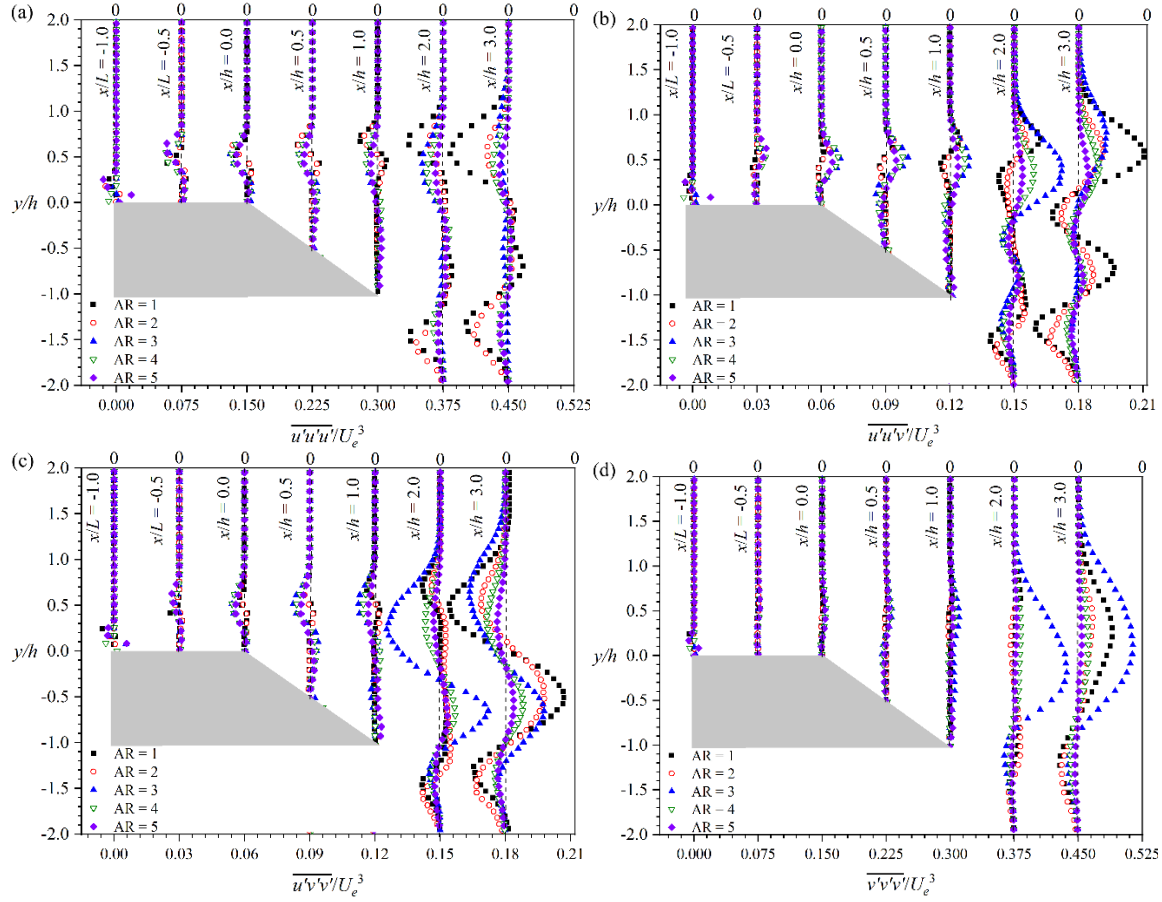 (a)
0 0 0 0 0 0 0 0
x/L = -1.0
x/L = -0.5
x/h = 0.0
x/h = 0.5
x/h = 1.0
x/h = 2.0
x/h = 3.0
2.0
1.5
1.0
0.5
y/h 0.0
-0.5
-1.0
-1.5
-2.0
AR = 1
AR = 2
AR = 3
AR = 4
AR = 5
0.000 0.075 0.150 0.225 0.300 0.375 0.450 0.525
u'u'u'/Ue3
(b)
0 0 0 0 0 0 0 0
x/L = -1.0
x/L = -0.5
x/h = 0.0
x/h = 0.5
x/h = 1.0
x/h = 2.0
x/h = 3.0
2.0
1.5
1.0
0.5
y/h 0.0
-0.5
-1.0
-1.5
-2.0
AR = 1
AR − 2
AR = 3
AR = 4
AR = 5
0.00 0.03 0.06 0.09 0.12 0.15 0.18 0.21
u'u'v'/Ue3
(c)
0 0 0 0 0 0 0 0
x/L = -1.0
x/L = -0.5
x/h = 0.0
x/h = 0.5
x/h = 1.0
x/h = 2.0
x/h = 3.0
2.0
1.5
1.0
0.5
y/h 0.0
-0.5
-1.0
-1.5
-2.0
AR = 1
AR = 2
AR = 3
AR = 4
AR = 5
0.00 0.03 0.06 0.09 0.12 0.15 0.18 0.21
u'v'v'/Ue3
(d)
0 0 0 0 0 0 0 0
x/L = -1.0
x/L = -0.5
x/h = 0.0
x/h = 0.5
x/h = 1.0
x/h − 2.0
x/h = 3.0
2.0
1.5
1.0
0.5
y/h 0.0
-0.5
-1.0
-1.5
-2.0
AR − 1
AR = 2
AR = 3
AR − 4
AR = 5
0.000 0.075 0.150 0.225 0.300 0.375 0.450 0.525
v'v'v'/Ue3